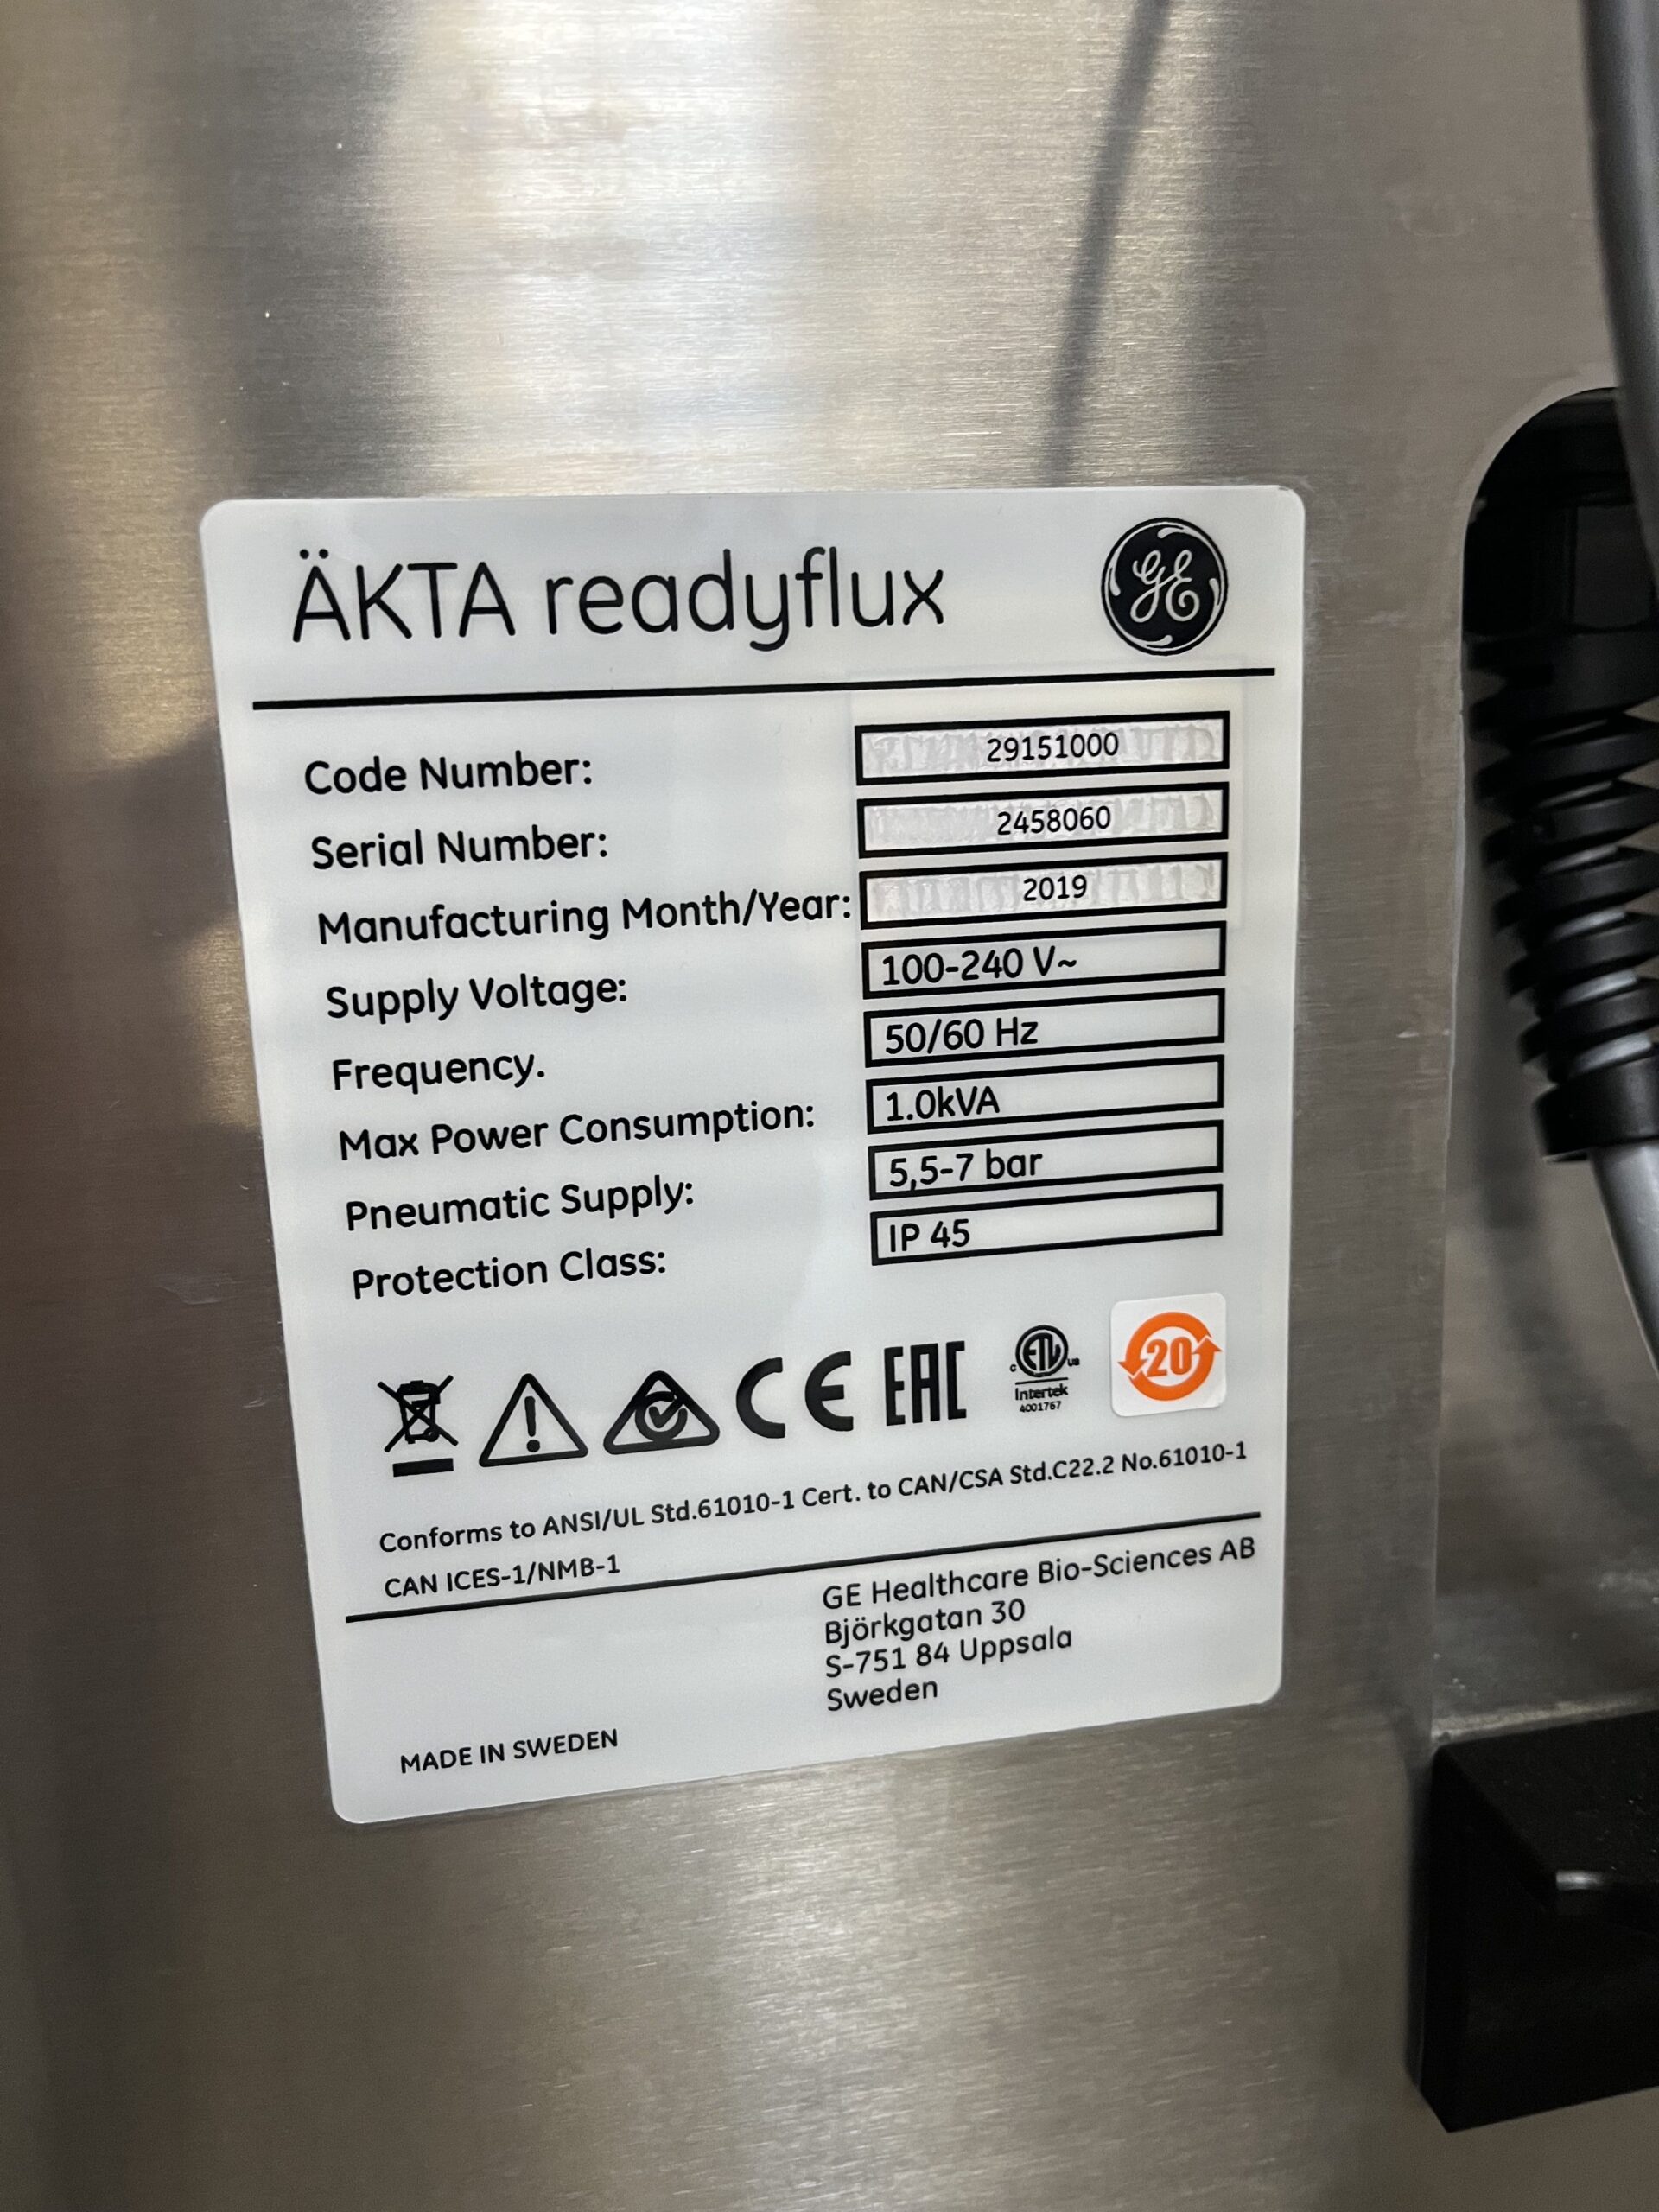 ÄKTA readyflux GE
Code Number: 29151000
Serial Number: 2458060
Manufacturing Month/Year: 2019
Supply Voltage: 100-240 V~
Frequency. 50/60 Hz
Max Power Consumption: 1.0kVA
Pneumatic Supply: 5,5-7 bar
Protection Class: IP 45
CE EAC c ETL us 20
Intertek
4001767
Conforms to ANSI/UL Std.61010-1 Cert. to CAN/CSA Std.C22.2 No.61010-1
CAN ICES-1/NMB-1
GE Healthcare Bio-Sciences AB
Björkgatan 30
S-751 84 Uppsala
Sweden
MADE IN SWEDEN